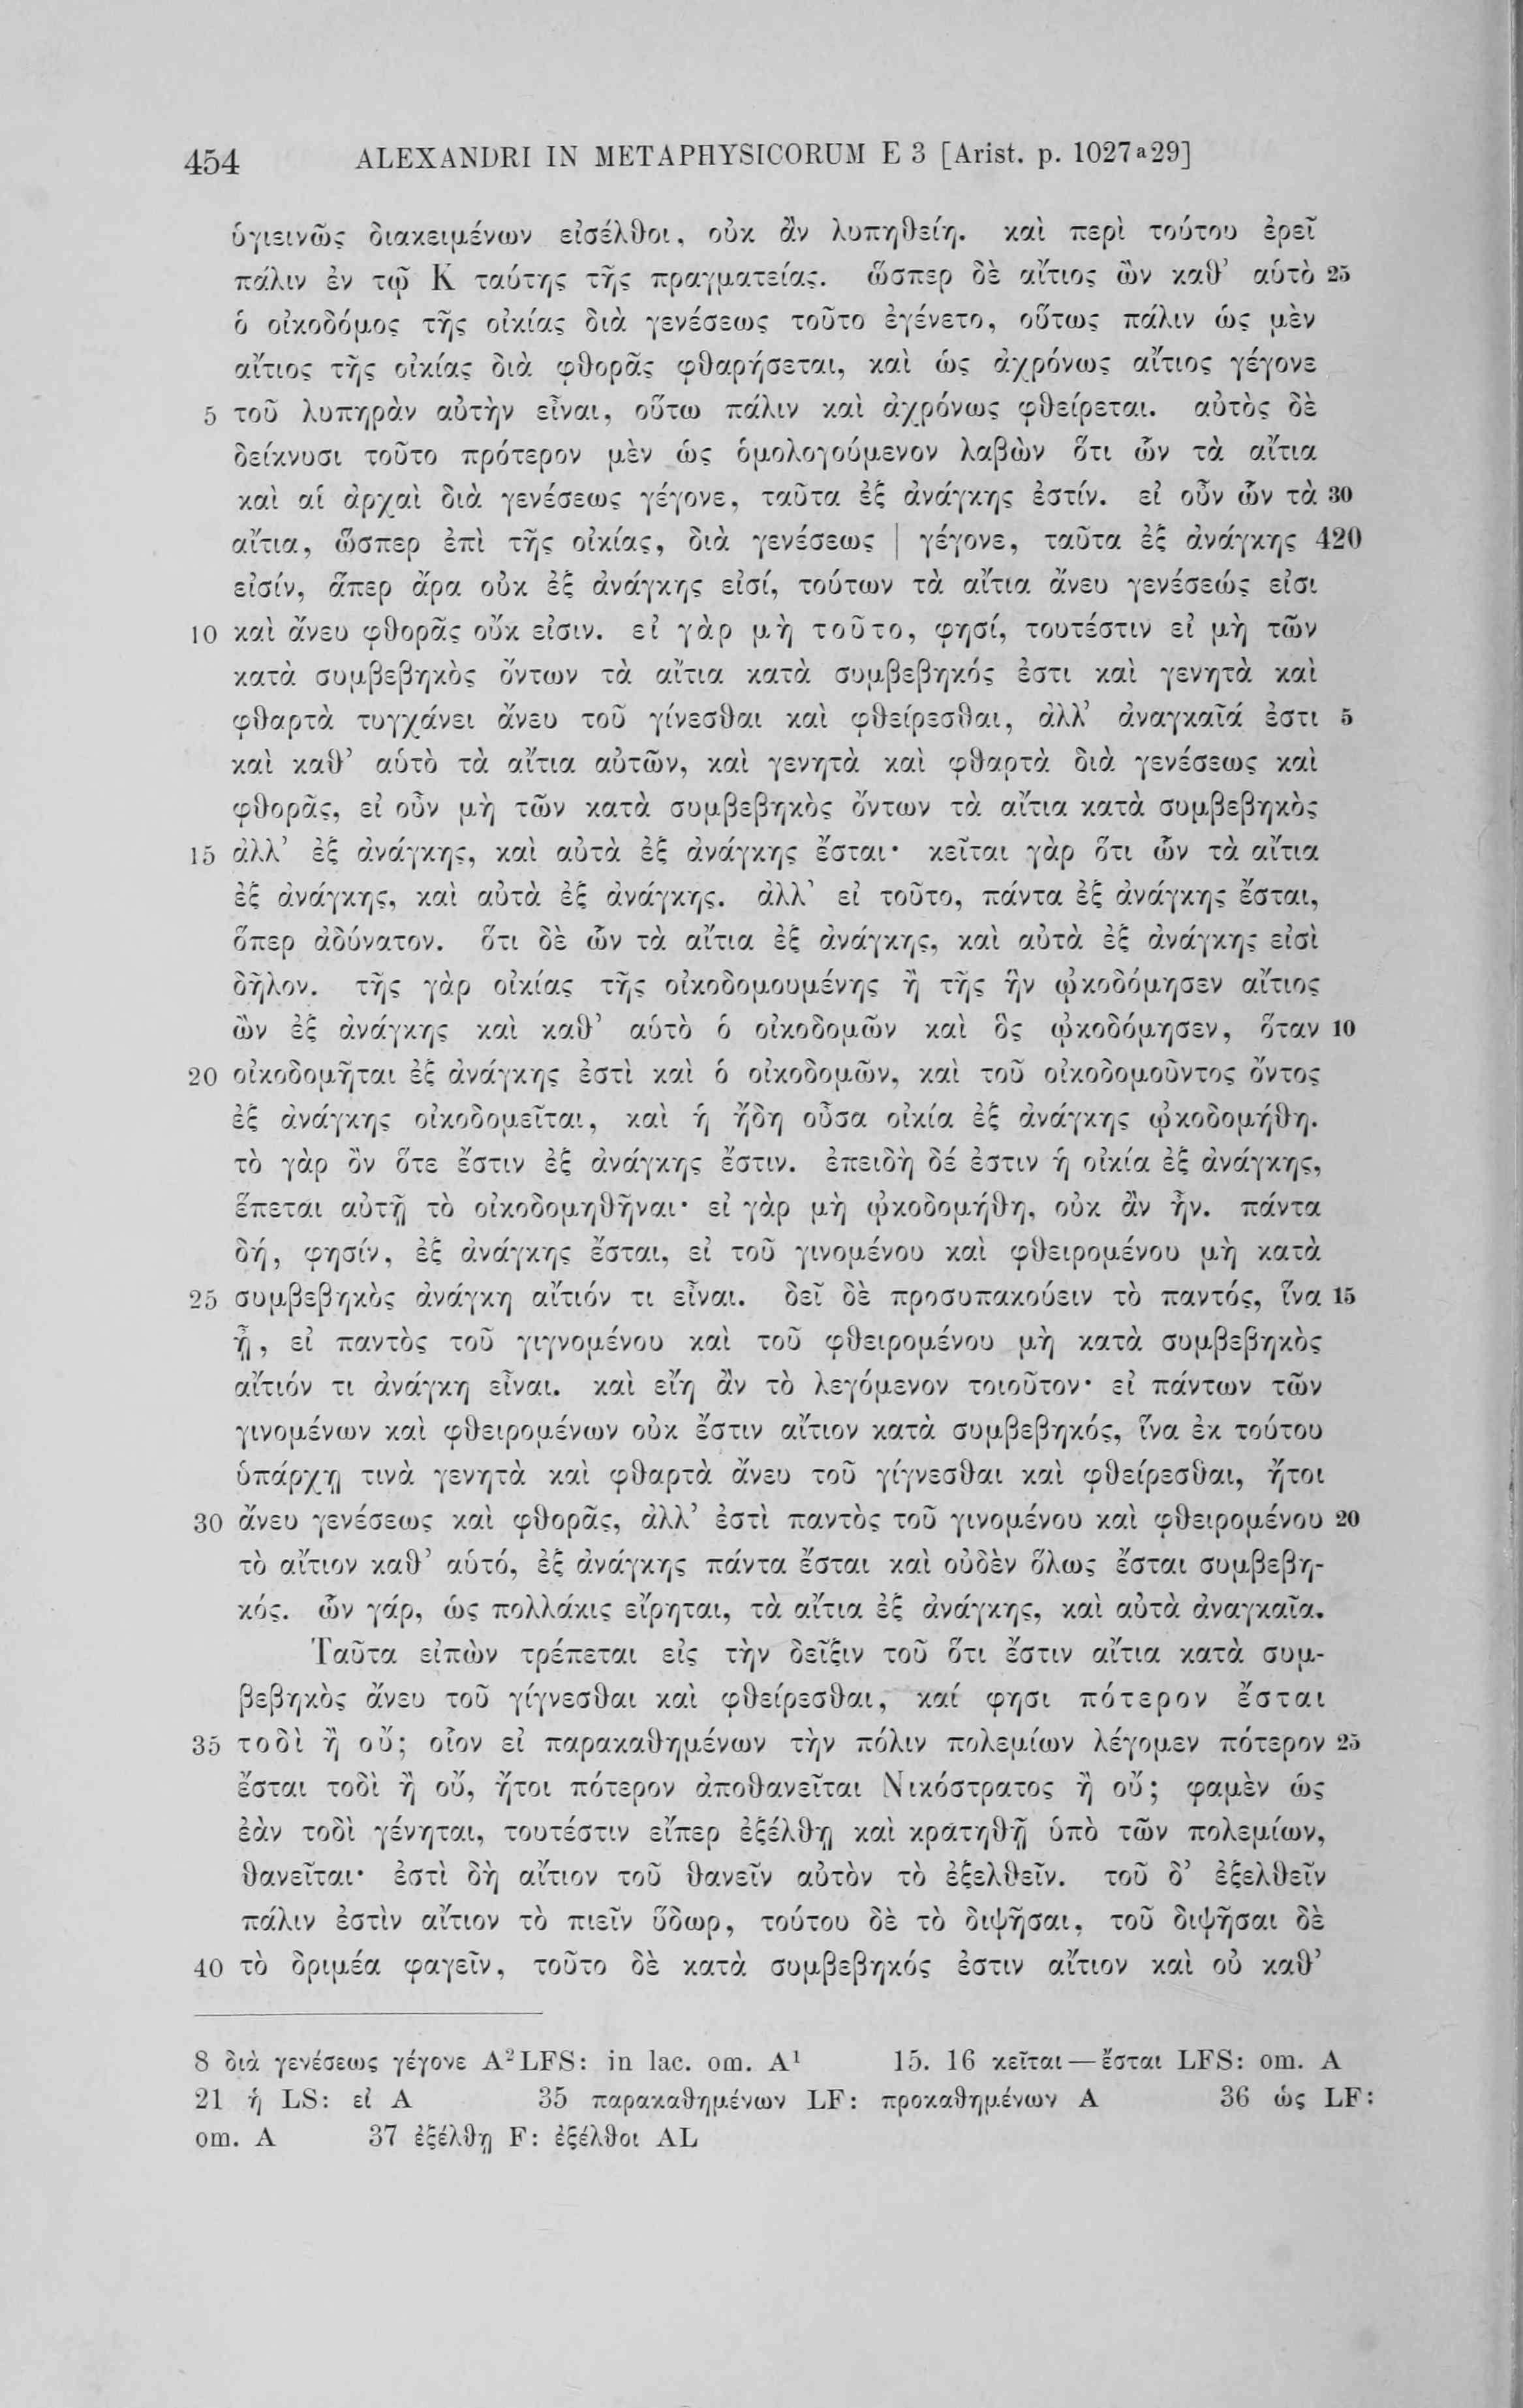 454 ALEXANDRI IN METAPHYSICORUM E 3 [Arist. p. 1027a29]
ὑγιεινῶς διακειμένων εἰσέλθοι, οὐκ ἂν λυπηθείη. καὶ περὶ τούτου ἐρεῖ
πάλιν ἐν τῷ Κ ταύτης τῆς πραγματείας. ὥσπερ δὲ αἴτιος ὢν καθ’ αὑτὸ 25
ὁ οἰκοδόμος τῆς οἰκίας διὰ γενέσεως τοῦτο ἐγένετο, οὕτως πάλιν ὡς μὲν
αἴτιος τῆς οἰκίας διὰ φθορᾶς φθαρήσεται, καὶ ὡς ἀχρόνως αἴτιος γέγονε
5 τοῦ λυπηρὰν αὐτὴν εἶναι, οὕτω πάλιν καὶ ἀχρόνως φθείρεται. αὐτὸς δὲ
δείκνυσι τοῦτο πρότερον μὲν ὡς ὁμολογούμενον λαβὼν ὅτι ὧν τὰ αἴτια
καὶ αἱ ἀρχαὶ διὰ γενέσεως γέγονε, ταῦτα ἐξ ἀνάγκης ἐστίν. εἰ οὖν ὧν τὰ 30
αἴτια, ὥσπερ ἐπὶ τῆς οἰκίας, διὰ γενέσεως | γέγονε, ταῦτα ἐξ ἀνάγκης 420
εἰσίν, ἅπερ ἄρα οὐκ ἐξ ἀνάγκης εἰσί, τούτων τὰ αἴτια ἄνευ γενέσεώς εἰσι
10 καὶ ἄνευ φθορᾶς οὔκ εἰσιν. εἰ γὰρ μὴ τοῦτο, φησί, τουτέστιν εἰ μὴ τῶν
κατὰ συμβεβηκὸς ὄντων τὰ αἴτια κατὰ συμβεβηκός ἐστι καὶ γενητὰ καὶ
φθαρτὰ τυγχάνει ἄνευ τοῦ γίνεσθαι καὶ φθείρεσθαι, ἀλλ’ ἀναγκαῖά ἐστι 5
καὶ καθ’ αὑτὸ τὰ αἴτια αὐτῶν, καὶ γενητὰ καὶ φθαρτὰ διὰ γενέσεως καὶ
φθορᾶς, εἰ οὖν μὴ τῶν κατὰ συμβεβηκὸς ὄντων τὰ αἴτια κατὰ συμβεβηκὸς
15 ἀλλ’ ἐξ ἀνάγκης, καὶ αὐτὰ ἐξ ἀνάγκης ἔσται· κεῖται γὰρ ὅτι ὧν τὰ αἴτια
ἐξ ἀνάγκης, καὶ αὐτὰ ἐξ ἀνάγκης. ἀλλ’ εἰ τοῦτο, πάντα ἐξ ἀνάγκης ἔσται,
ὅπερ ἀδύνατον. ὅτι δὲ ὧν τὰ αἴτια ἐξ ἀνάγκης, καὶ αὐτὰ ἐξ ἀνάγκης εἰσὶ
δῆλον. τῆς γὰρ οἰκίας τῆς οἰκοδομουμένης ἢ τῆς ἣν ᾠκοδόμησεν αἴτιος
ὢν ἐξ ἀνάγκης καὶ καθ’ αὑτὸ ὁ οἰκοδομῶν καὶ ὃς ᾠκοδόμησεν, ὅταν 10
20 οἰκοδομῆται ἐξ ἀνάγκης ἐστὶ καὶ ὁ οἰκοδομῶν, καὶ τοῦ οἰκοδομοῦντος ὄντος
ἐξ ἀνάγκης οἰκοδομεῖται, καὶ ἡ ἤδη οὖσα οἰκία ἐξ ἀνάγκης ᾠκοδομήθη.
τὸ γὰρ ὂν ὅτε ἔστιν ἐξ ἀνάγκης ἔστιν. ἐπειδὴ δέ ἐστιν ἡ οἰκία ἐξ ἀνάγκης,
ἕπεται αὐτῇ τὸ οἰκοδομηθῆναι· εἰ γὰρ μὴ ᾠκοδομήθη, οὐκ ἂν ἦν. πάντα
δή, φησίν, ἐξ ἀνάγκης ἔσται, εἰ τοῦ γινομένου καὶ φθειρομένου μὴ κατὰ
25 συμβεβηκὸς ἀνάγκη αἴτιόν τι εἶναι. δεῖ δὲ προσυπακούειν τὸ παντός, ἵνα 15
ᾖ, εἰ παντὸς τοῦ γιγνομένου καὶ τοῦ φθειρομένου μὴ κατὰ συμβεβηκὸς
αἴτιόν τι ἀνάγκη εἶναι. καὶ εἴη ἂν τὸ λεγόμενον τοιοῦτον· εἰ πάντων τῶν
γινομένων καὶ φθειρομένων οὐκ ἔστιν αἴτιον κατὰ συμβεβηκός, ἵνα ἐκ τούτου
ὑπάρχῃ τινὰ γενητὰ καὶ φθαρτὰ ἄνευ τοῦ γίγνεσθαι καὶ φθείρεσθαι, ἤτοι
30 ἄνευ γενέσεως καὶ φθορᾶς, ἀλλ’ ἐστὶ παντὸς τοῦ γινομένου καὶ φθειρομένου 20
τὸ αἴτιον καθ’ αὑτό, ἐξ ἀνάγκης πάντα ἔσται καὶ οὐδὲν ὅλως ἔσται συμβεβη-
κός. ὧν γάρ, ὡς πολλάκις εἴρηται, τὰ αἴτια ἐξ ἀνάγκης, καὶ αὐτὰ ἀναγκαῖα.
Ταῦτα εἰπὼν τρέπεται εἰς τὴν δεῖξιν τοῦ ὅτι ἔστιν αἴτια κατὰ συμ-
βεβηκὸς ἄνευ τοῦ γίγνεσθαι καὶ φθείρεσθαι, καί φησι πότερον ἔσται
35 τοδὶ ἢ οὔ; οἷον εἰ παρακαθημένων τὴν πόλιν πολεμίων λέγομεν πότερον 25
ἔσται τοδὶ ἢ οὔ, ἤτοι πότερον ἀποθανεῖται Νικόστρατος ἢ οὔ; φαμὲν ὡς
ἐὰν τοδὶ γένηται, τουτέστιν εἴπερ ἐξέλθῃ καὶ κρατηθῇ ὑπὸ τῶν πολεμίων,
θανεῖται· ἐστὶ δὴ αἴτιον τοῦ θανεῖν αὐτὸν τὸ ἐξελθεῖν. τοῦ δ’ ἐξελθεῖν
πάλιν ἐστὶν αἴτιον τὸ πιεῖν ὕδωρ, τούτου δὲ τὸ διψῆσαι, τοῦ διψῆσαι δὲ
40 τὸ δριμέα φαγεῖν, τοῦτο δὲ κατὰ συμβεβηκός ἐστιν αἴτιον καὶ οὐ καθ’
8 διὰ γενέσεως γέγονε A²LFS: in lac. om. A¹ 15. 16 κεῖται — ἔσται LFS: om. A
21 ἡ LS: εἰ A 35 παρακαθημένων LF: προκαθημένων A 36 ὡς LF:
om. A 37 ἐξέλθῃ F: ἐξέλθοι AL